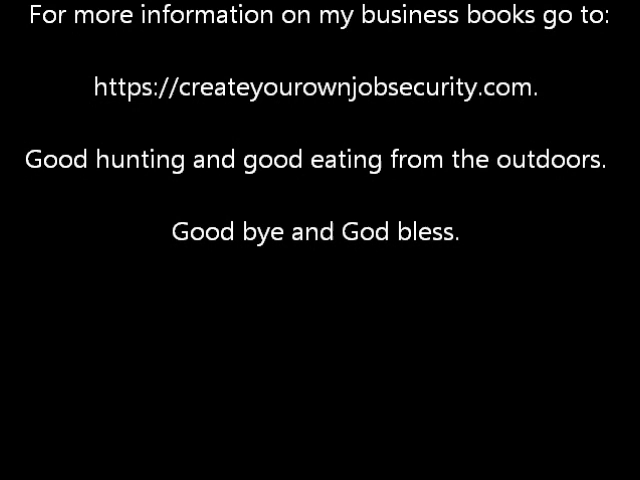 For more information on my business books go to:
https://createyourownjobsecurity.com.
Good hunting and good eating from the outdoors.
Good bye and God bless.